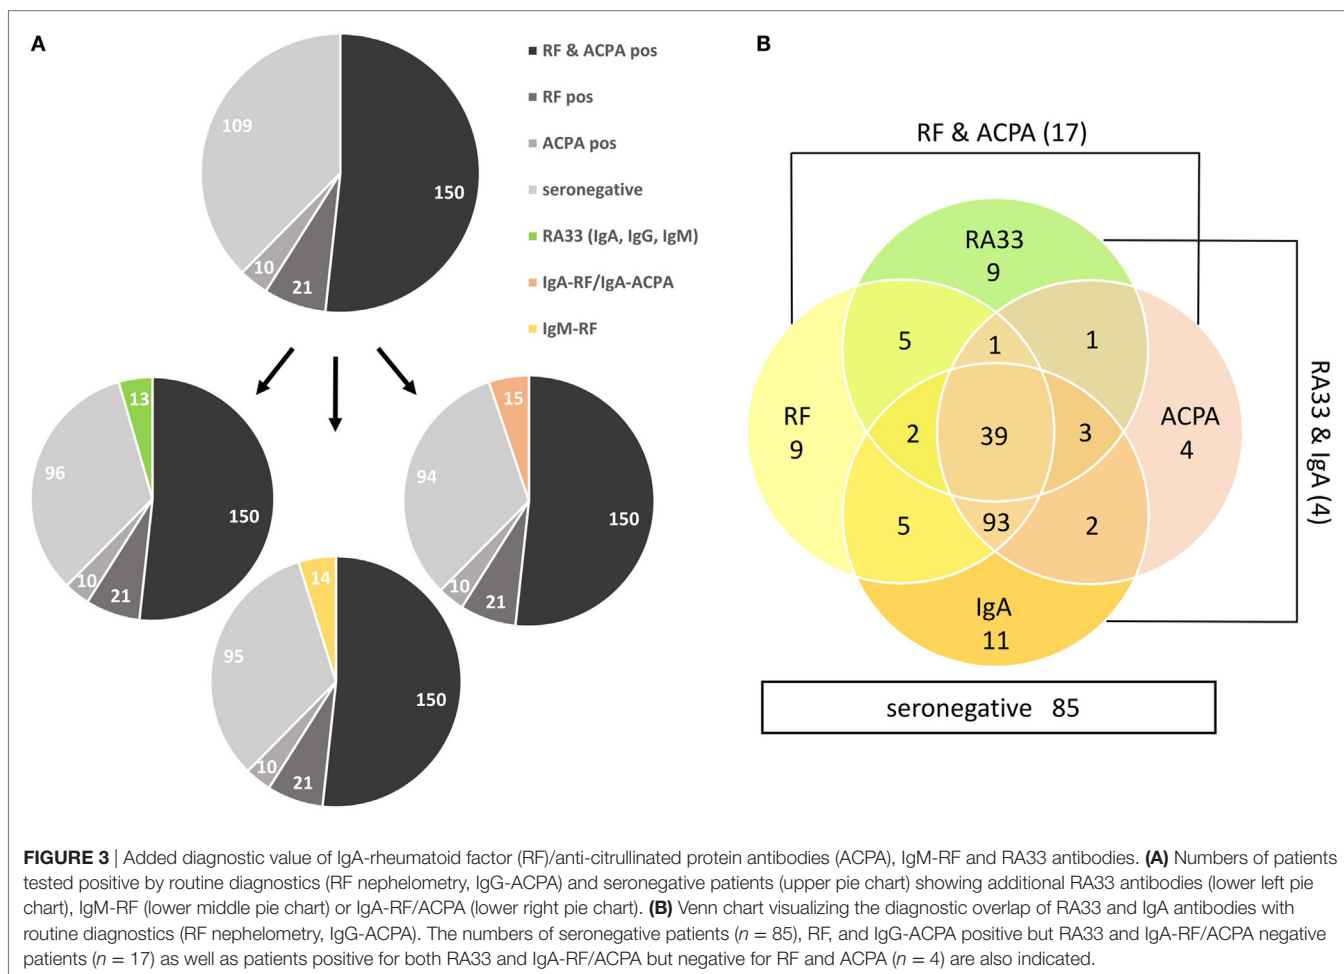 A
RF & ACPA pos
RF pos
ACPA pos
seronegative
RA33 (IgA, IgG, IgM)
IgA-RF/IgA-ACPA
IgM-RF
109
150
10
21
13
96
150
10
21
15
94
150
10
21
14
95
150
10
21
B
RF & ACPA (17)
RA33
9
5
1
1
RF
9
2
39
3
ACPA
4
5
93
2
IgA
11
RA33 & IgA (4)
seronegative 85
FIGURE 3 | Added diagnostic value of IgA-rheumatoid factor (RF)/anti-citrullinated protein antibodies (ACPA), IgM-RF and RA33 antibodies. (A) Numbers of patients
tested positive by routine diagnostics (RF nephelometry, IgG-ACPA) and seronegative patients (upper pie chart) showing additional RA33 antibodies (lower left pie
chart), IgM-RF (lower middle pie chart) or IgA-RF/ACPA (lower right pie chart). (B) Venn chart visualizing the diagnostic overlap of RA33 and IgA antibodies with
routine diagnostics (RF nephelometry, IgG-ACPA). The numbers of seronegative patients (n = 85), RF, and IgG-ACPA positive but RA33 and IgA-RF/ACPA negative
patients (n = 17) as well as patients positive for both RA33 and IgA-RF/ACPA but negative for RF and ACPA (n = 4) are also indicated.